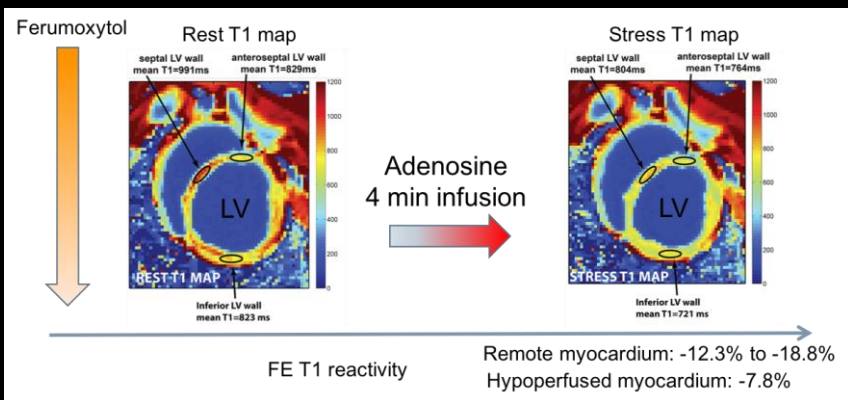 Ferumoxytol
Rest T1 map
Stress T1 map
septal LV wall
mean T1=991ms
anteroseptal LV wall
mean T1=829ms
septal LV wall
mean T1=804ms
anteroseptal LV wall
mean T1=764ms
1200
1000
800
600
400
200
0
LV
REST T1 MAP
Adenosine
4 min infusion
1200
1000
800
600
400
200
0
LV
STRESS T1 MAP
Inferior LV wall
mean T1=823 ms
Inferior LV wall
mean T1=721 ms
FE T1 reactivity
Remote myocardium: -12.3% to -18.8%
Hypoperfused myocardium: -7.8%